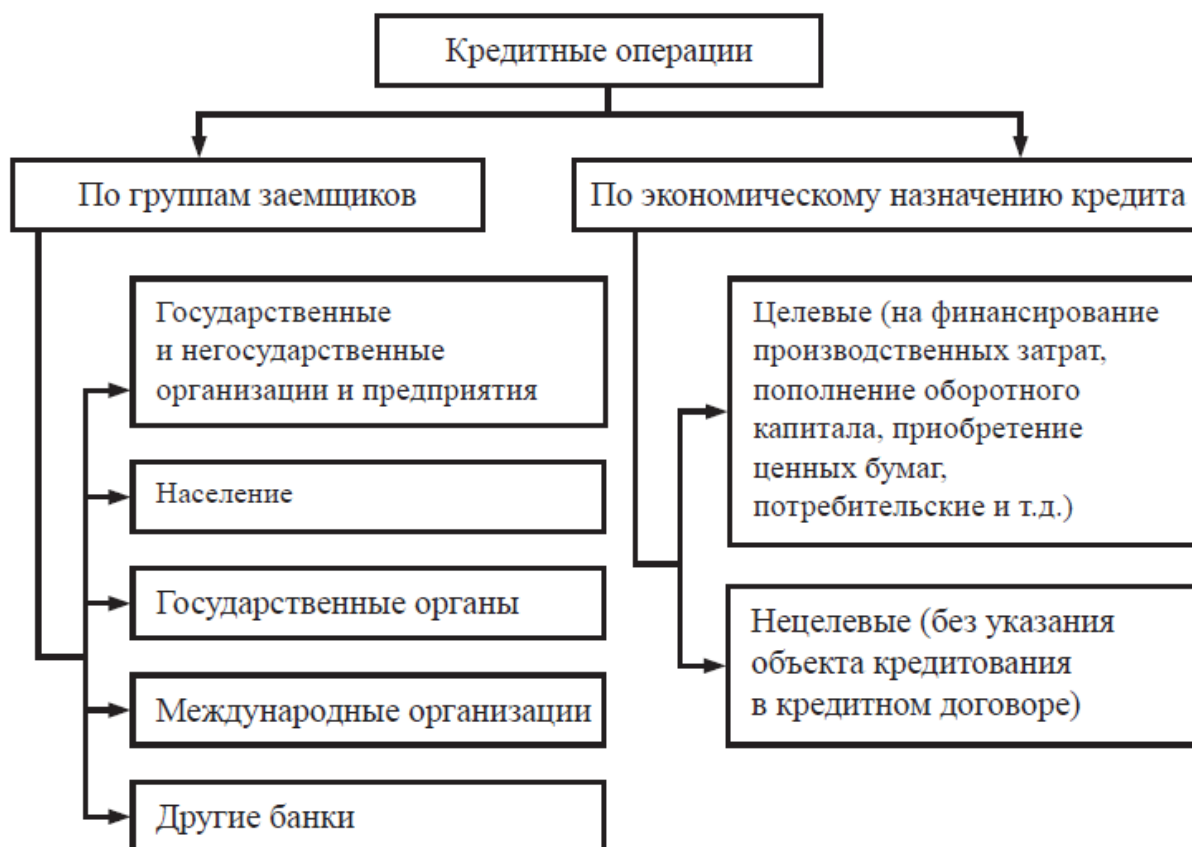 Кредитные операции
По группам заемщиков
Государственные
и негосударственные
организации и предприятия
Население
Государственные органы
Международные организации
Другие банки
По экономическому назначению кредита
Целевые (на финансирование
производственных затрат,
пополнение оборотного
капитала, приобретение
ценных бумаг,
потребительские и т.д.)
Нецелевые (без указания
объекта кредитования
в кредитном договоре)